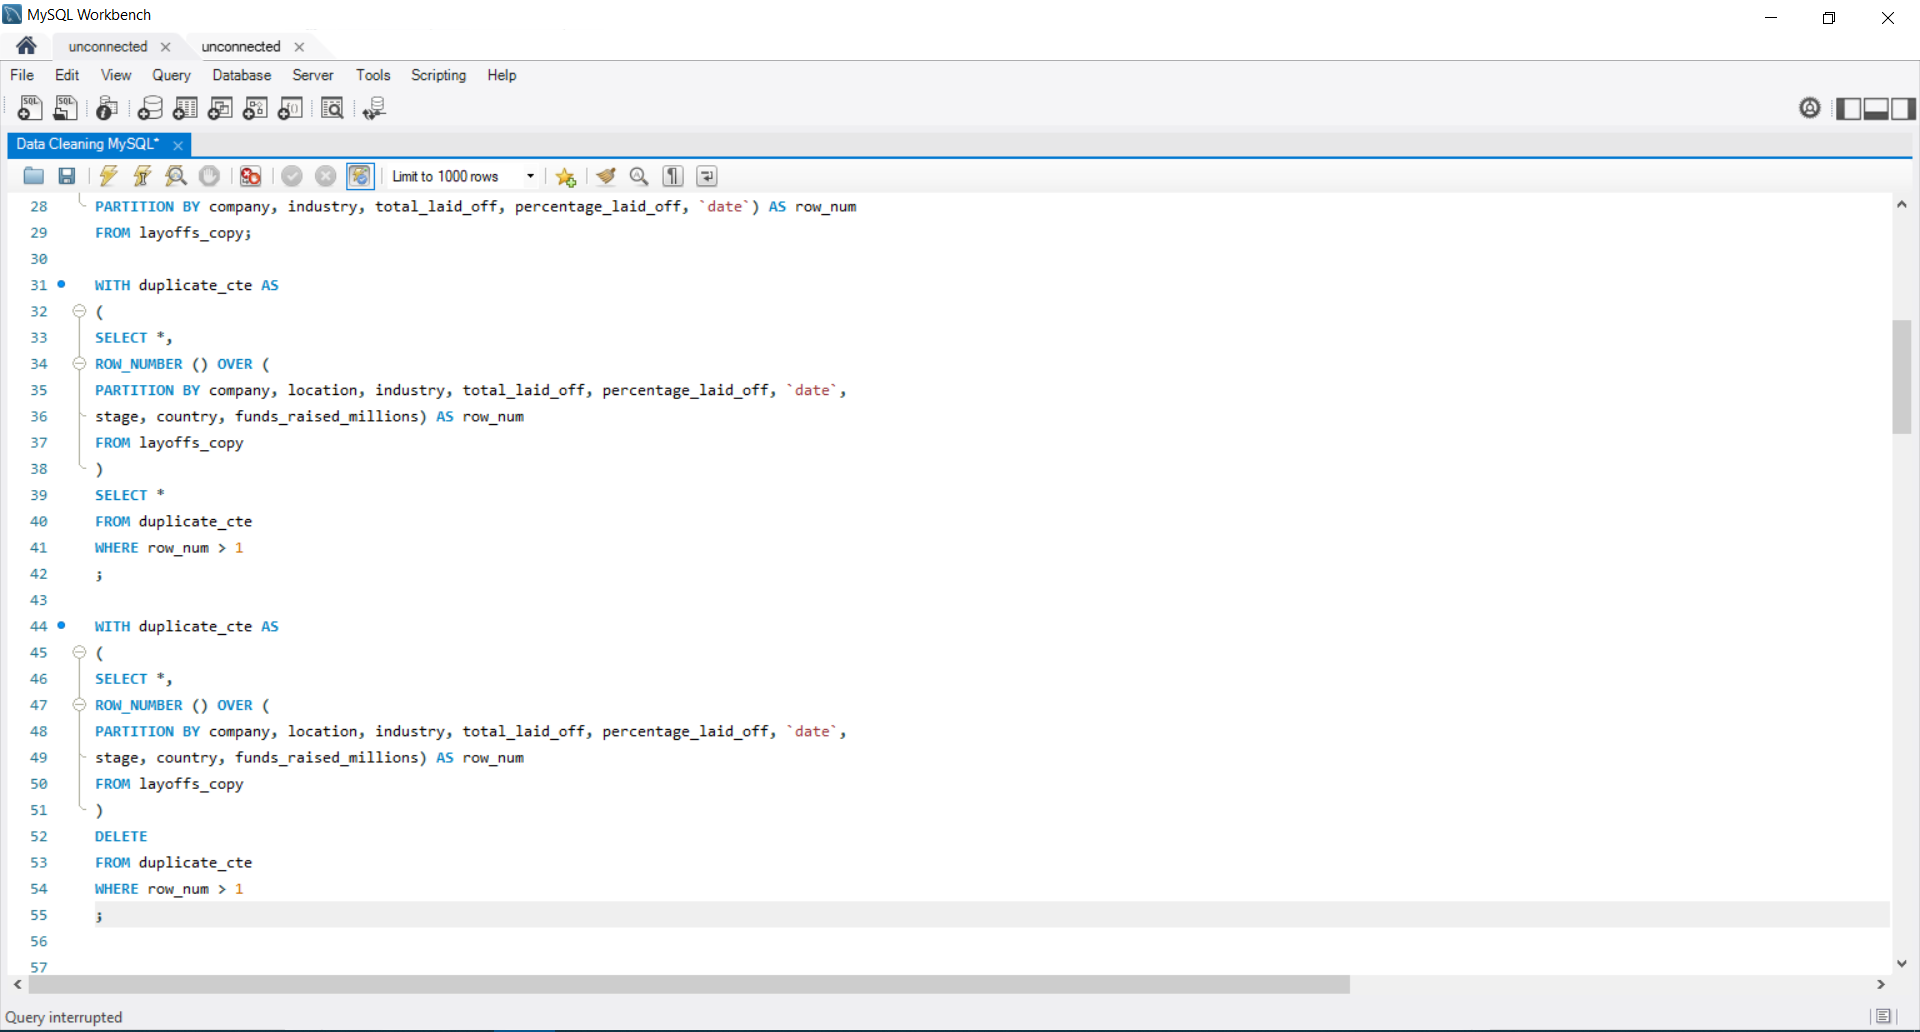 MySQL Workbench
unconnected unconnected
File Edit View Query Database Server Tools Scripting Help
Data Cleaning MySQL*
Limit to 1000 rows
28 PARTITION BY company, industry, total_laid_off, percentage_laid_off, `date`) AS row_num
29 FROM layoffs_copy;
30
31 WITH duplicate_cte AS
32 (
33 SELECT *,
34 ROW_NUMBER () OVER (
35 PARTITION BY company, location, industry, total_laid_off, percentage_laid_off, `date`,
36 stage, country, funds_raised_millions) AS row_num
37 FROM layoffs_copy
38 )
39 SELECT *
40 FROM duplicate_cte
41 WHERE row_num > 1
42 ;
43
44 WITH duplicate_cte AS
45 (
46 SELECT *,
47 ROW_NUMBER () OVER (
48 PARTITION BY company, location, industry, total_laid_off, percentage_laid_off, `date`,
49 stage, country, funds_raised_millions) AS row_num
50 FROM layoffs_copy
51 )
52 DELETE
53 FROM duplicate_cte
54 WHERE row_num > 1
55 ;
56
57
Query interrupted